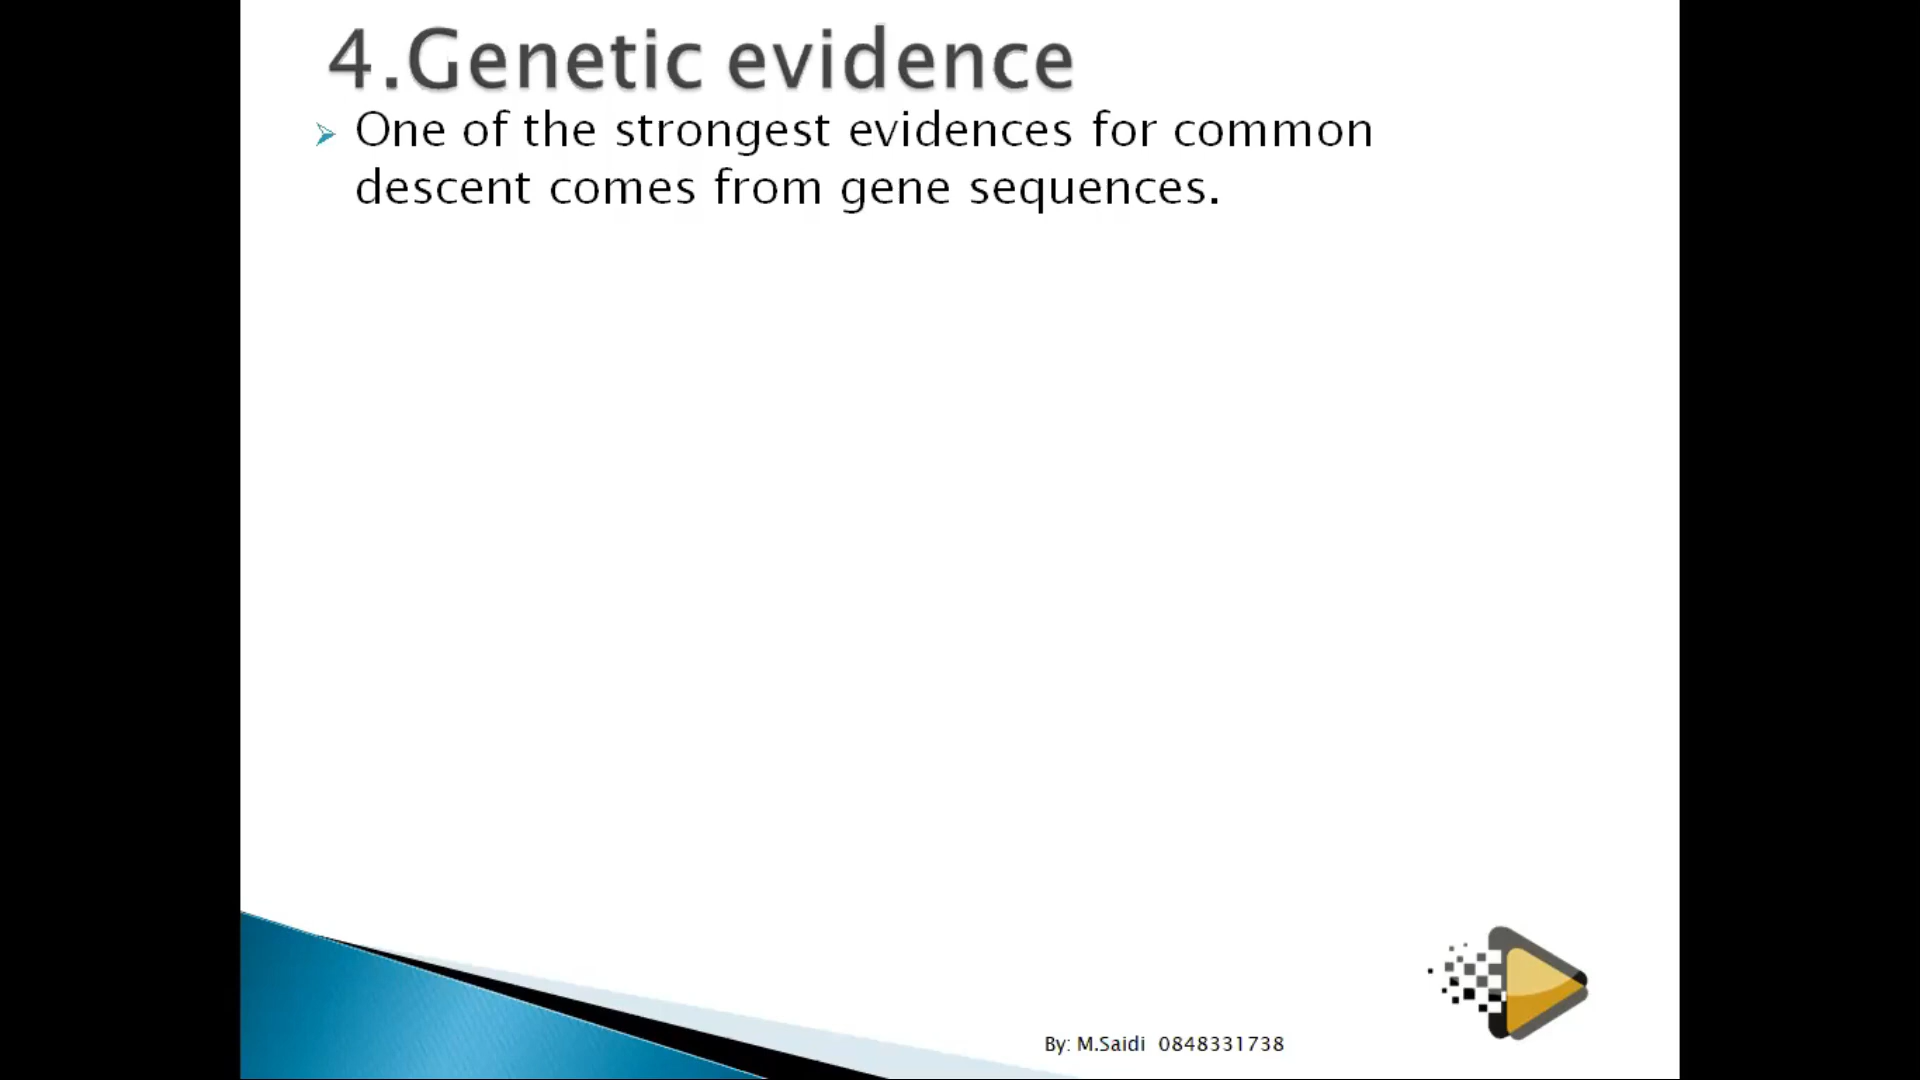 4.Genetic evidence
One of the strongest evidences for common
descent comes from gene sequences.
By: M.Saidi 0848331738